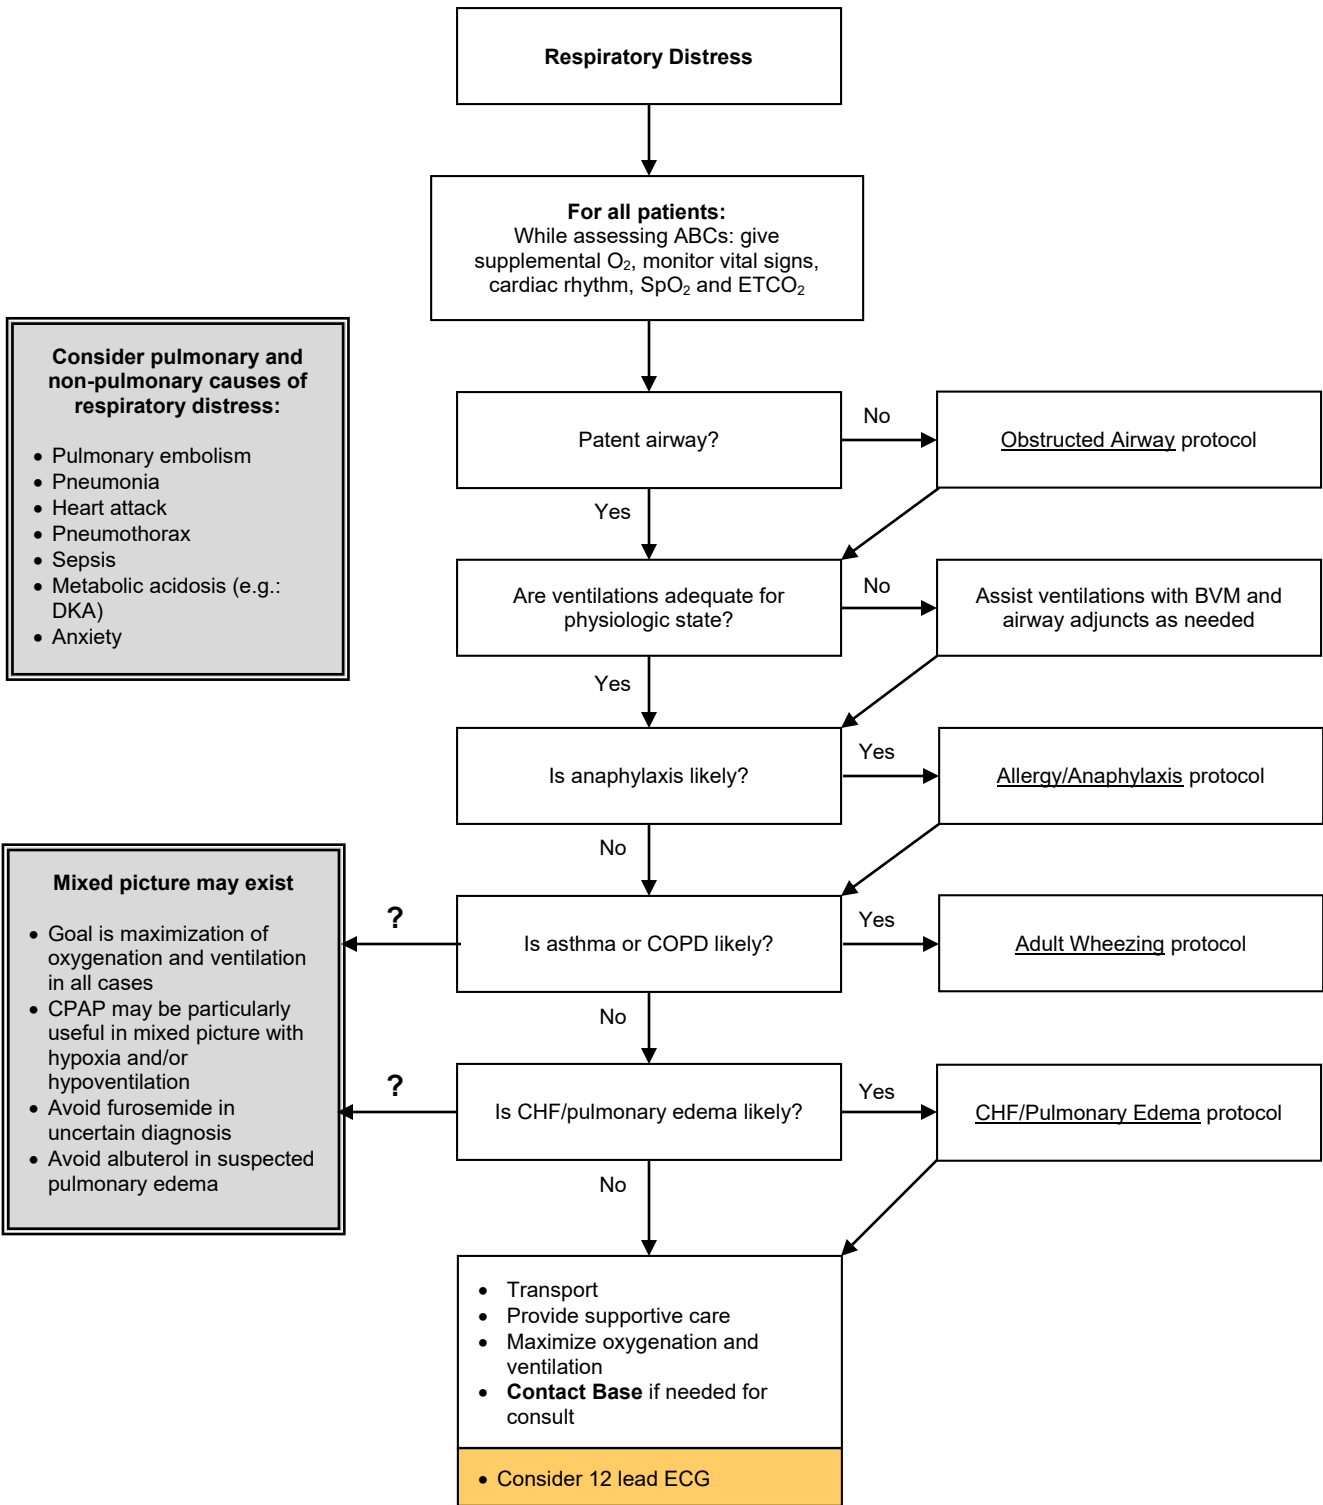 Respiratory Distress
For all patients:
While assessing ABCs: give
supplemental O₂, monitor vital signs,
cardiac rhythm, SpO₂ and ETCO₂
Consider pulmonary and
non-pulmonary causes of
respiratory distress:
• Pulmonary embolism
• Pneumonia
• Heart attack
• Pneumothorax
• Sepsis
• Metabolic acidosis (e.g.:
DKA)
• Anxiety
Patent airway?
No
Obstructed Airway protocol
Yes
Are ventilations adequate for
physiologic state?
No
Assist ventilations with BVM and
airway adjuncts as needed
Yes
Is anaphylaxis likely?
Yes
Allergy/Anaphylaxis protocol
No
Mixed picture may exist
• Goal is maximization of
oxygenation and ventilation
in all cases
• CPAP may be particularly
useful in mixed picture with
hypoxia and/or
hypoventilation
• Avoid furosemide in
uncertain diagnosis
• Avoid albuterol in suspected
pulmonary edema
?
Is asthma or COPD likely?
Yes
Adult Wheezing protocol
No
?
Is CHF/pulmonary edema likely?
Yes
CHF/Pulmonary Edema protocol
No
• Transport
• Provide supportive care
• Maximize oxygenation and
ventilation
• Contact Base if needed for
consult
• Consider 12 lead ECG